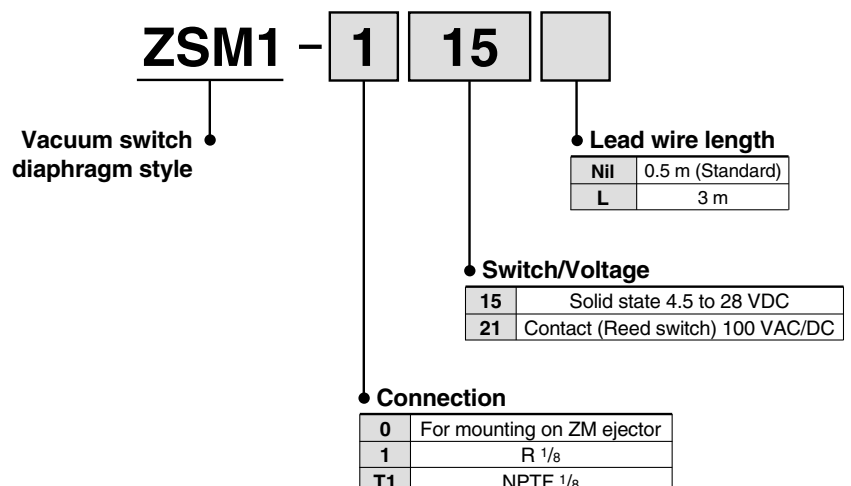 ZSM1 - 1 15
Vacuum switch
diaphragm style
Lead wire length
Nil 0.5 m (Standard)
L 3 m
Switch/Voltage
15 Solid state 4.5 to 28 VDC
21 Contact (Reed switch) 100 VAC/DC
Connection
0 For mounting on ZM ejector
1 R 1/8
T1 NPTF 1/8